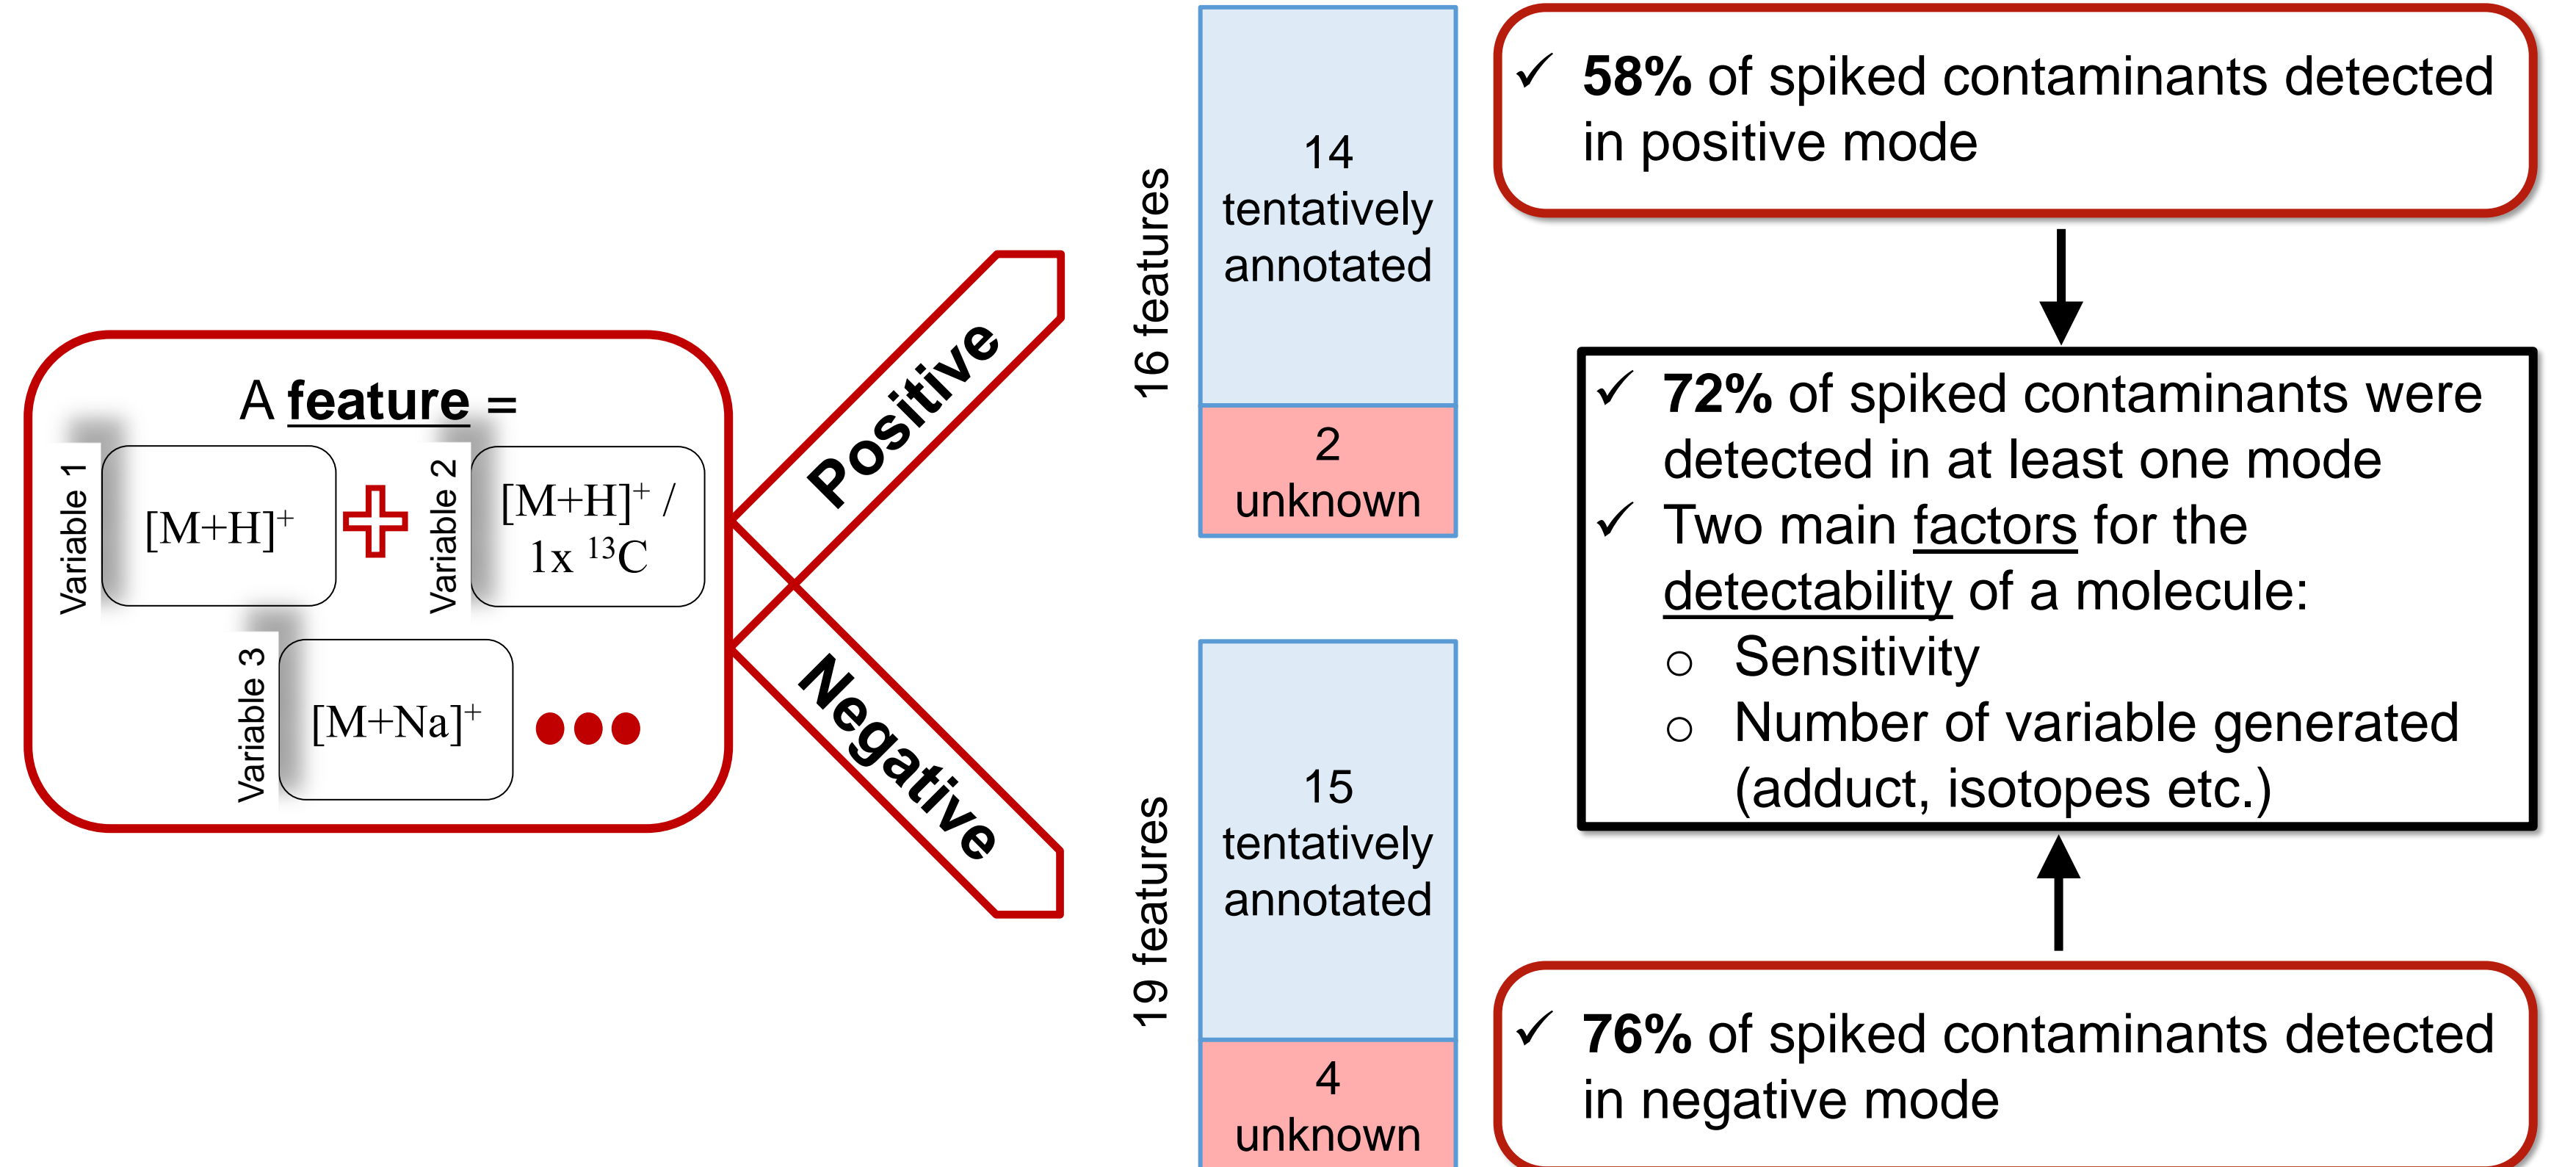 A feature =
Variable 1
[M+H]⁺
Variable 2
[M+H]⁺ /
1x ¹³C
Variable 3
[M+Na]⁺
Positive
Negative
16 features
14
tentatively
annotated
2
unknown
19 features
15
tentatively
annotated
4
unknown
✓ 58% of spiked contaminants detected
in positive mode
✓ 72% of spiked contaminants were
detected in at least one mode
✓ Two main factors for the
detectability of a molecule:
○ Sensitivity
○ Number of variable generated
(adduct, isotopes etc.)
✓ 76% of spiked contaminants detected
in negative mode